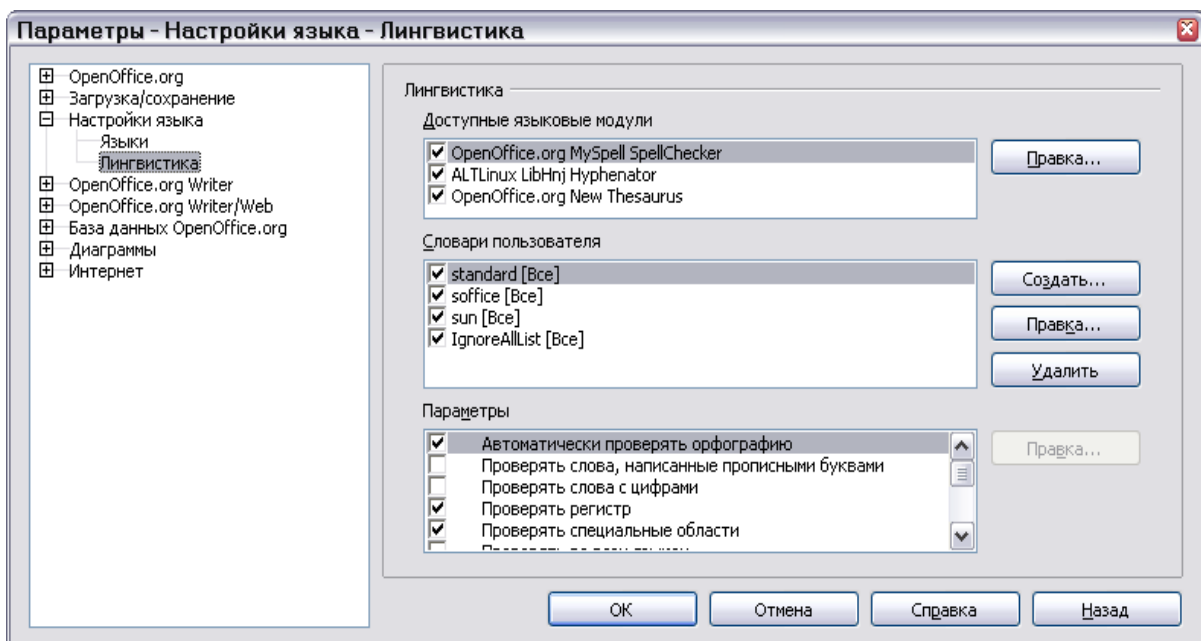 Параметры - Настройки языка - Лингвистика
OpenOffice.org
Загрузка/сохранение
Настройки языка
Языки
Лингвистика
OpenOffice.org Writer
OpenOffice.org Writer/Web
База данных OpenOffice.org
Диаграммы
Интернет
Лингвистика
Доступные языковые модули
OpenOffice.org MySpell SpellChecker
ALTLinux LibHnj Hyphenator
OpenOffice.org New Thesaurus
Правка...
Словари пользователя
standard [Все]
soffice [Все]
sun [Все]
IgnoreAllList [Все]
Создать...
Правка...
Удалить
Параметры
Автоматически проверять орфографию
Проверять слова, написанные прописными буквами
Проверять слова с цифрами
Проверять регистр
Проверять специальные области
Правка...
ОК
Отмена
Справка
Назад